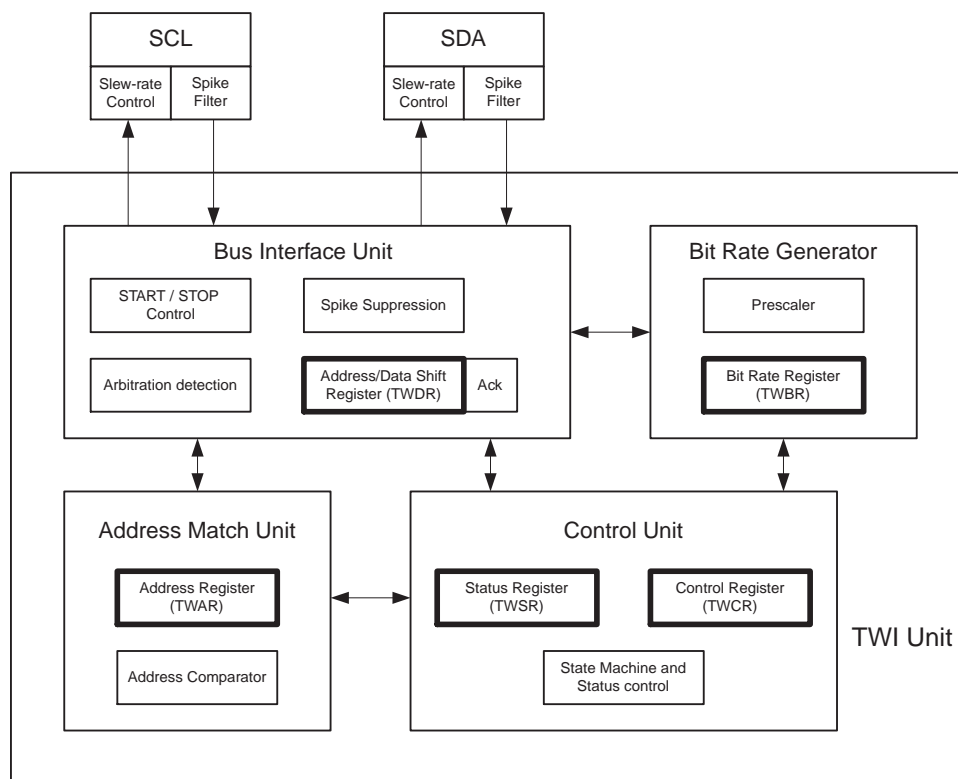 SCL
Slew-rate
Control
Spike
Filter
SDA
Slew-rate
Control
Spike
Filter
Bus Interface Unit
START / STOP
Control
Spike Suppression
Arbitration detection
Address/Data Shift
Register (TWDR)
Ack
Bit Rate Generator
Prescaler
Bit Rate Register
(TWBR)
Address Match Unit
Address Register
(TWAR)
Address Comparator
Control Unit
Status Register
(TWSR)
Control Register
(TWCR)
State Machine and
Status control
TWI Unit